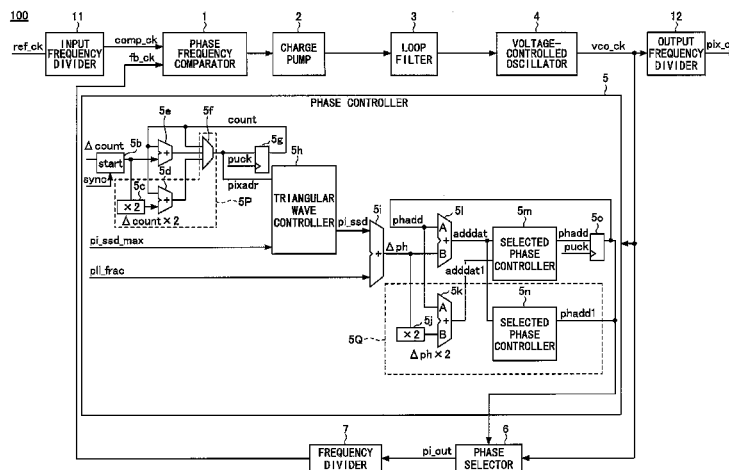 100
11
1
2
3
4
12
ref_ck
INPUT
FREQUENCY
DIVIDER
comp_ck
fb_ck
PHASE
FREQUENCY
COMPARATOR
CHARGE
PUMP
LOOP
FILTER
VOLTAGE-
CONTROLLED
OSCILLATOR
vco_ck
OUTPUT
FREQUENCY
DIVIDER
5
PHASE CONTROLLER
Δcount
5b
start
sync
5e
5f
count
5g
puck
5h
5c
×2
Δcount×2
5d
5P
pixadr
TRIANGULAR
WAVE
CONTROLLER
pi_ssd
5i
pi_ssd_max
pll_frac
Δph
phadd
5l
A
+
B
adddat
adddat1
5m
SELECTED
PHASE
CONTROLLER
phadd
puck
5o
5k
A
+
B
5j
×2
Δph×2
5Q
5n
SELECTED
PHASE
CONTROLLER
phadd1
7
FREQUENCY
DIVIDER
pi_out
6
PHASE
SELECTOR